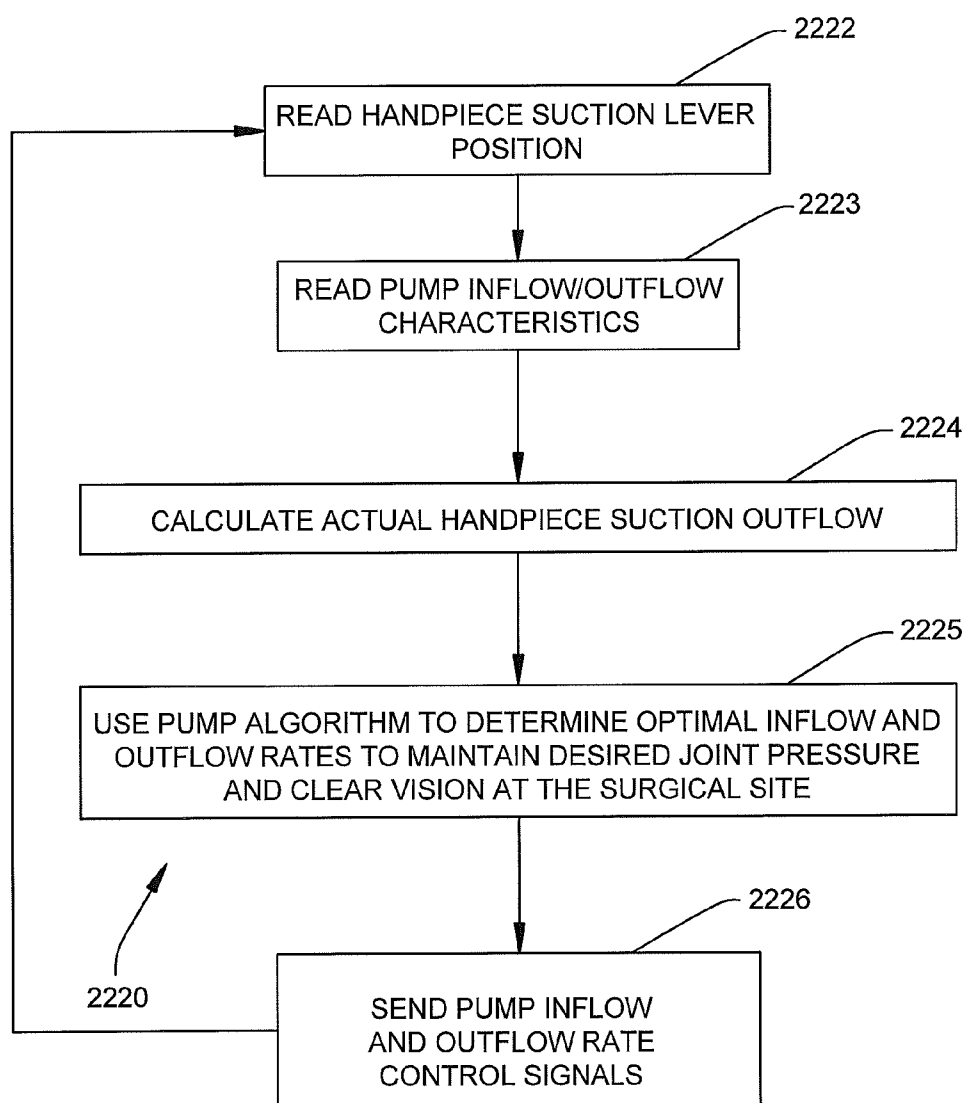 2222
READ HANDPIECE SUCTION LEVER
POSITION
2223
READ PUMP INFLOW/OUTFLOW
CHARACTERISTICS
2224
CALCULATE ACTUAL HANDPIECE SUCTION OUTFLOW
2225
USE PUMP ALGORITHM TO DETERMINE OPTIMAL INFLOW AND
OUTFLOW RATES TO MAINTAIN DESIRED JOINT PRESSURE
AND CLEAR VISION AT THE SURGICAL SITE
2226
2220
SEND PUMP INFLOW
AND OUTFLOW RATE
CONTROL SIGNALS